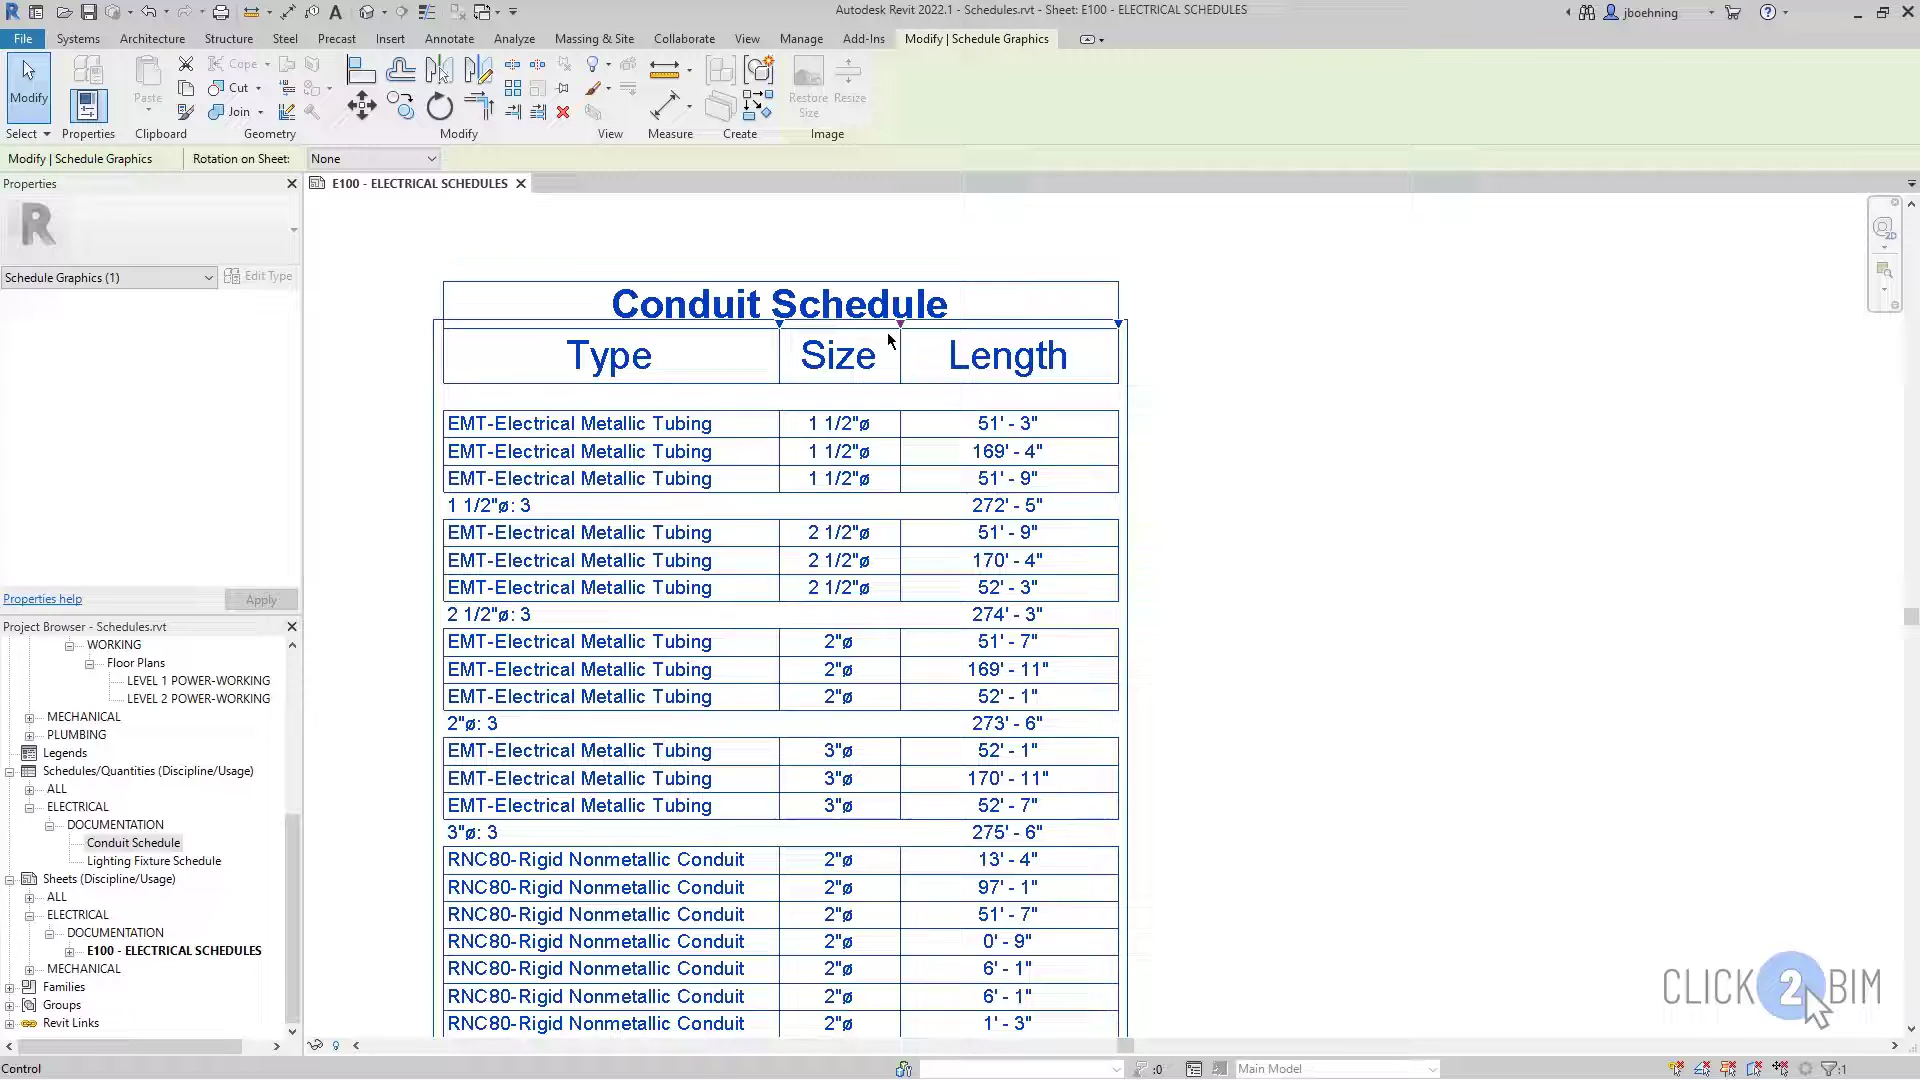 Autodesk Revit 2022.1 - Schedules.rvt - Sheet: E100 - ELECTRICAL SCHEDULES
jboehning
File Systems Architecture Structure Steel Precast Insert Annotate Analyze Massing & Site Collaborate View Manage Add-Ins Modify | Schedule Graphics
Modify
Paste
Cope
Cut
Join
Restore Size
Resize
Select Properties Clipboard Geometry Modify View Measure Create Image
Modify | Schedule Graphics Rotation on Sheet: None
Properties
E100 - ELECTRICAL SCHEDULES
R
Schedule Graphics (1)
Edit Type
Properties help
Apply
Project Browser - Schedules.rvt
WORKING
Floor Plans
LEVEL 1 POWER-WORKING
LEVEL 2 POWER-WORKING
MECHANICAL
PLUMBING
Legends
Schedules/Quantities (Discipline/Usage)
ALL
ELECTRICAL
DOCUMENTATION
Conduit Schedule
Lighting Fixture Schedule
Sheets (Discipline/Usage)
ALL
ELECTRICAL
DOCUMENTATION
E100 - ELECTRICAL SCHEDULES
MECHANICAL
Families
Groups
Revit Links
Conduit Schedule
Type Size Length
EMT-Electrical Metallic Tubing 1 1/2"ø 51' - 3"
EMT-Electrical Metallic Tubing 1 1/2"ø 169' - 4"
EMT-Electrical Metallic Tubing 1 1/2"ø 51' - 9"
1 1/2"ø: 3 272' - 5"
EMT-Electrical Metallic Tubing 2 1/2"ø 51' - 9"
EMT-Electrical Metallic Tubing 2 1/2"ø 170' - 4"
EMT-Electrical Metallic Tubing 2 1/2"ø 52' - 3"
2 1/2"ø: 3 274' - 3"
EMT-Electrical Metallic Tubing 2"ø 51' - 7"
EMT-Electrical Metallic Tubing 2"ø 169' - 11"
EMT-Electrical Metallic Tubing 2"ø 52' - 1"
2"ø: 3 273' - 6"
EMT-Electrical Metallic Tubing 3"ø 52' - 1"
EMT-Electrical Metallic Tubing 3"ø 170' - 11"
EMT-Electrical Metallic Tubing 3"ø 52' - 7"
3"ø: 3 275' - 6"
RNC80-Rigid Nonmetallic Conduit 2"ø 13' - 4"
RNC80-Rigid Nonmetallic Conduit 2"ø 97' - 1"
RNC80-Rigid Nonmetallic Conduit 2"ø 51' - 7"
RNC80-Rigid Nonmetallic Conduit 2"ø 0' - 9"
RNC80-Rigid Nonmetallic Conduit 2"ø 6' - 1"
RNC80-Rigid Nonmetallic Conduit 2"ø 6' - 1"
RNC80-Rigid Nonmetallic Conduit 2"ø 1' - 3"
2D
CLICK 2 BIM
Control
:0
Main Model
:1